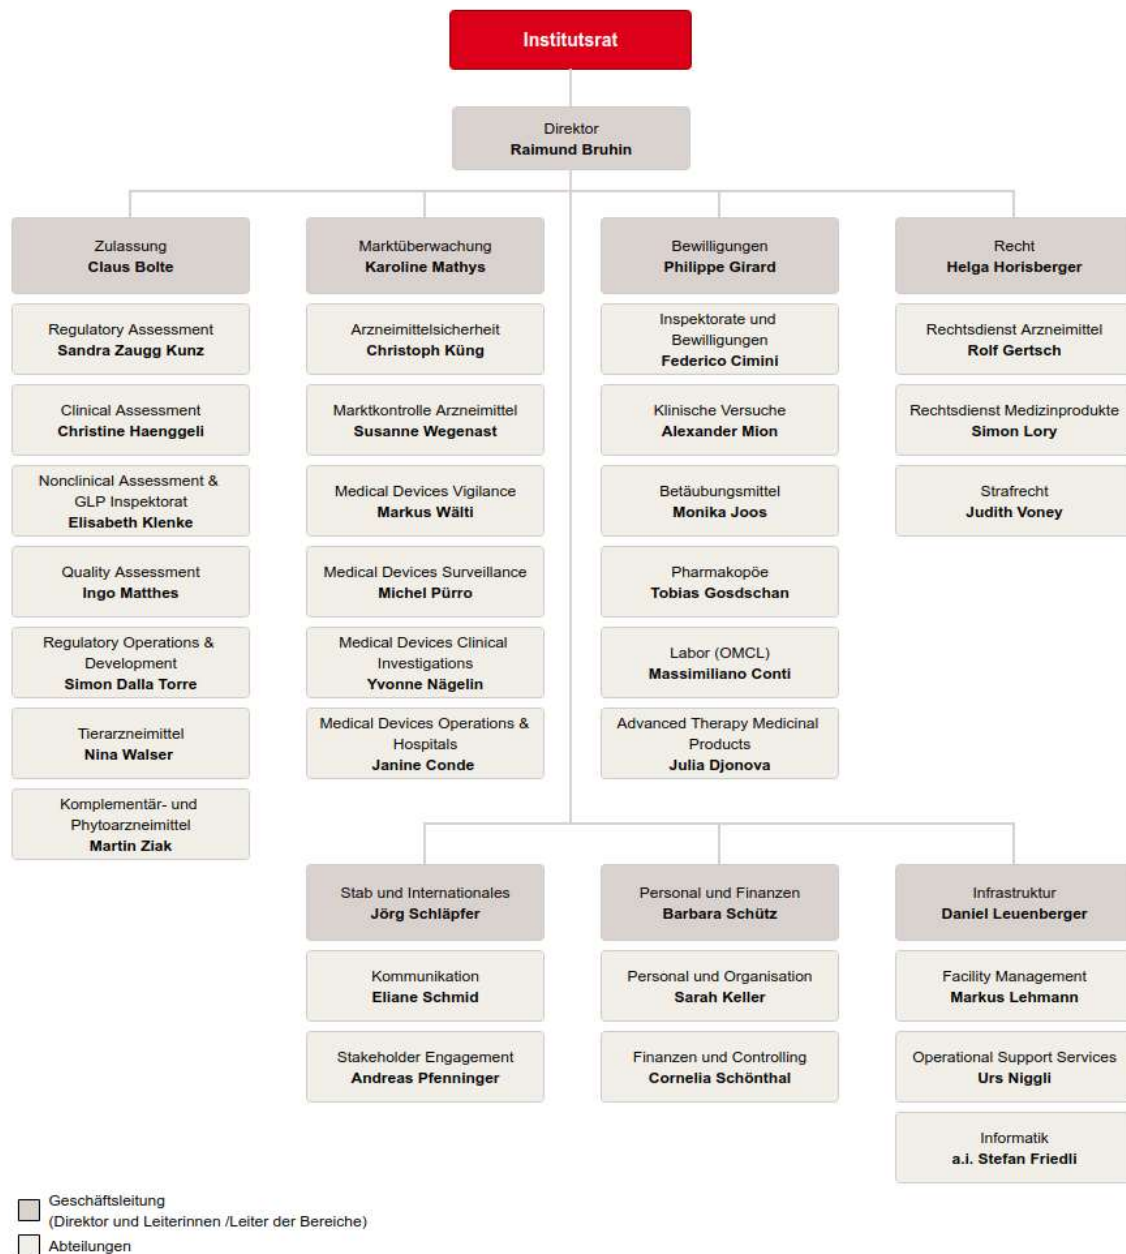 Institutsrat
Direktor
Raimund Bruhin
Zulassung
Claus Bolte
Regulatory Assessment
Sandra Zaugg Kunz
Clinical Assessment
Christine Haenggeli
Nonclinical Assessment &
GLP Inspektorat
Elisabeth Klenke
Quality Assessment
Ingo Matthes
Regulatory Operations &
Development
Simon Dalla Torre
Tierarzneimittel
Nina Walser
Komplementär- und
Phytoarzneimittel
Martin Ziak
Marktüberwachung
Karoline Mathys
Arzneimittelsicherheit
Christoph Küng
Marktkontrolle Arzneimittel
Susanne Wegenast
Medical Devices Vigilance
Markus Wälti
Medical Devices Surveillance
Michel Pürro
Medical Devices Clinical
Investigations
Yvonne Nägelin
Medical Devices Operations &
Hospitals
Janine Conde
Bewilligungen
Philippe Girard
Inspektorate und
Bewilligungen
Federico Cimini
Klinische Versuche
Alexander Mion
Betäubungsmittel
Monika Joos
Pharmakopöe
Tobias Gosdschan
Labor (OMCL)
Massimiliano Conti
Advanced Therapy Medicinal
Products
Julia Djonova
Recht
Helga Horisberger
Rechtsdienst Arzneimittel
Rolf Gertsch
Rechtsdienst Medizinprodukte
Simon Lory
Strafrecht
Judith Voney
Stab und Internationales
Jörg Schläpfer
Kommunikation
Eliane Schmid
Stakeholder Engagement
Andreas Pfenninger
Personal und Finanzen
Barbara Schütz
Personal und Organisation
Sarah Keller
Finanzen und Controlling
Cornelia Schönthal
Infrastruktur
Daniel Leuenberger
Facility Management
Markus Lehmann
Operational Support Services
Urs Niggli
Informatik
a.i. Stefan Friedli
Geschäftsleitung
(Direktor und Leiterinnen /Leiter der Bereiche)
Abteilungen